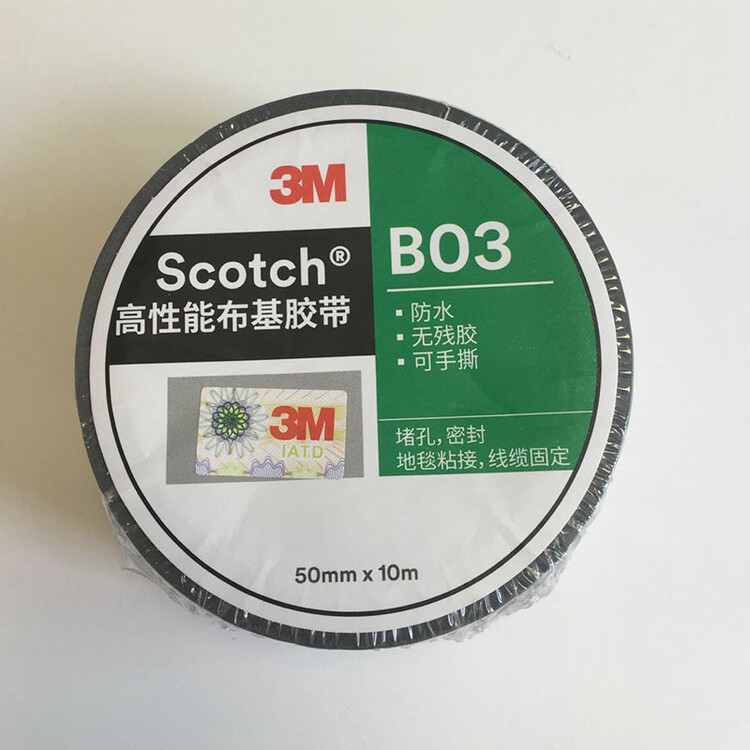 3M
Scotch®
高性能布基胶带
B03
▪ 防水
▪ 无残胶
▪ 可手撕
3M
IATD
堵孔,密封
地毯粘接,线缆固定
50mm x 10m